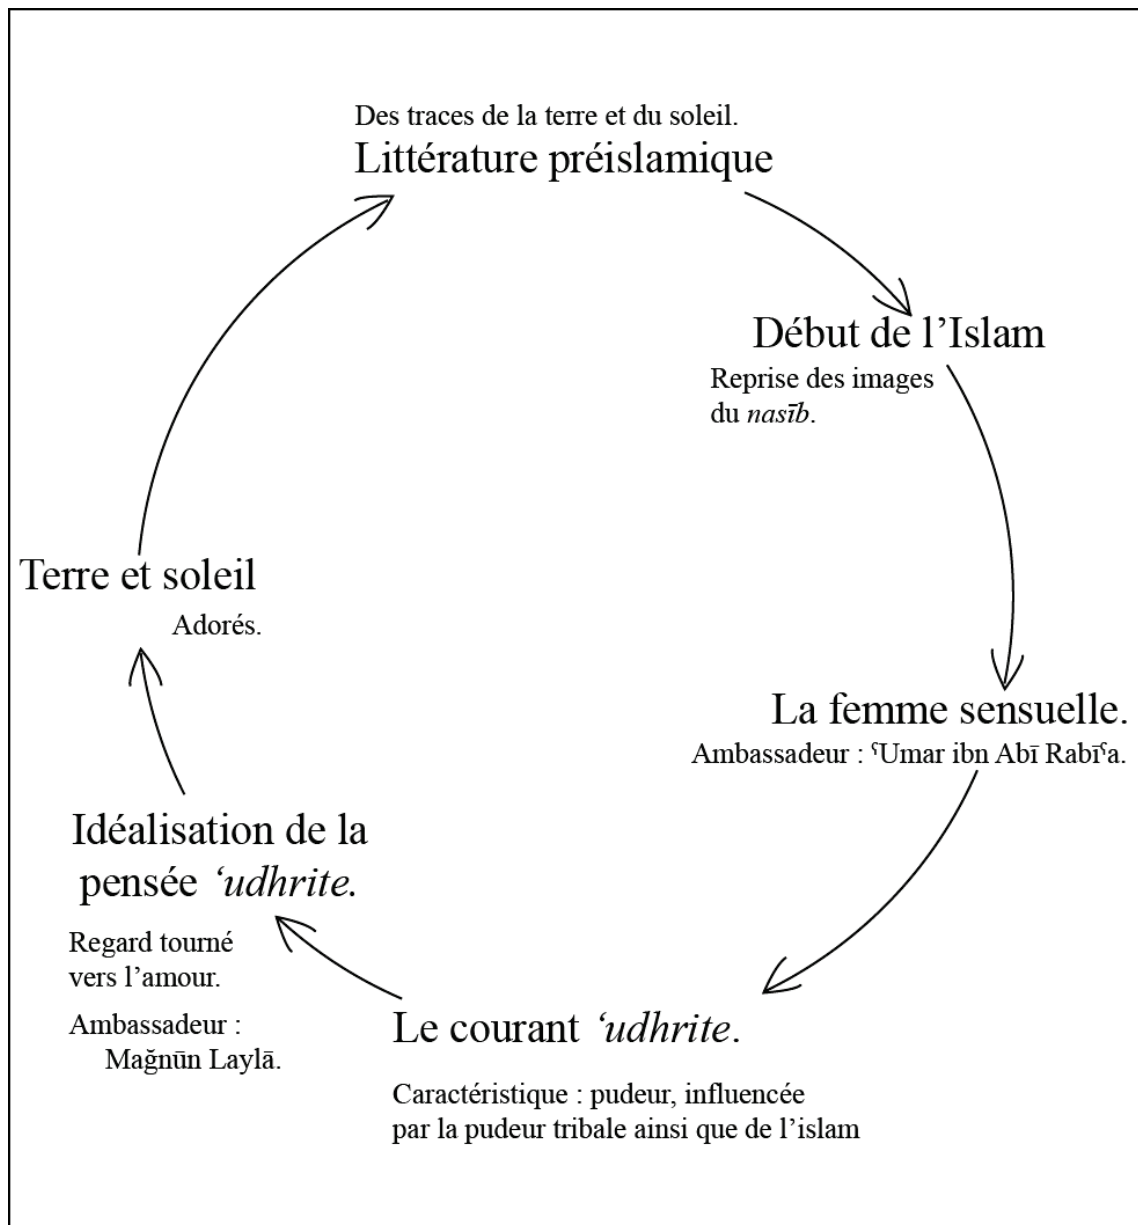 Des traces de la terre et du soleil.
Littérature préislamique
Début de l’Islam
Reprise des images
du nasīb.
La femme sensuelle.
Ambassadeur : ˁUmar ibn Abī Rabīˁa.
Le courant ‘udhrite.
Caractéristique : pudeur, influencée
par la pudeur tribale ainsi que de l’islam
Idéalisation de la
pensée ‘udhrite.
Regard tourné
vers l’amour.
Ambassadeur :
Mağnūn Laylā.
Terre et soleil
Adorés.